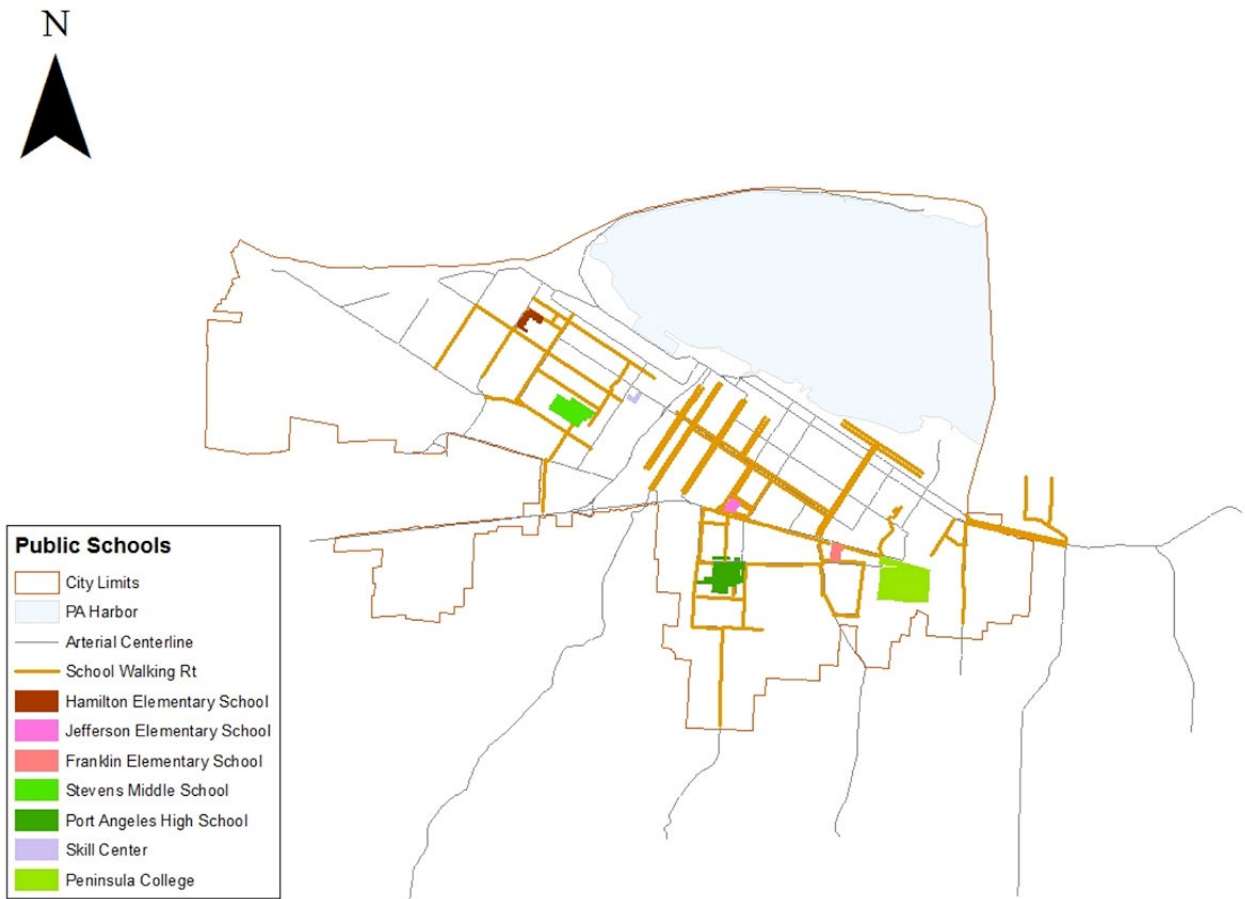 N
Public Schools
City Limits
PA Harbor
Arterial Centerline
School Walking Rt
Hamilton Elementary School
Jefferson Elementary School
Franklin Elementary School
Stevens Middle School
Port Angeles High School
Skill Center
Peninsula College